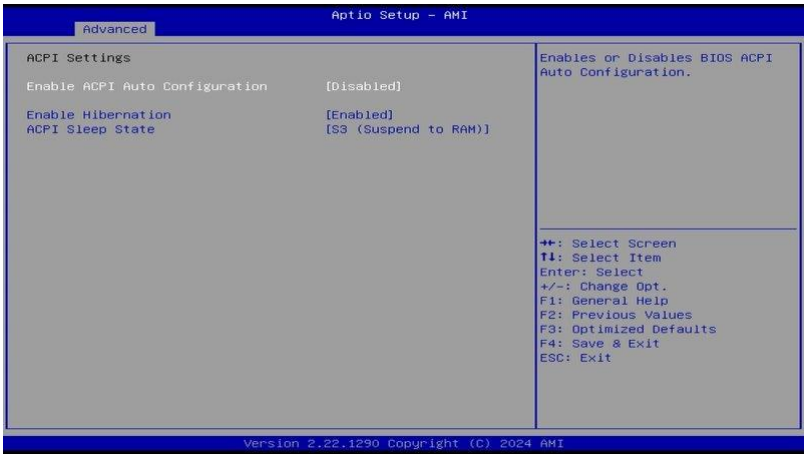 Aptio Setup - AMI
Advanced
ACPI Settings
Enable ACPI Auto Configuration [Disabled]
Enable Hibernation [Enabled]
ACPI Sleep State [S3 (Suspend to RAM)]
Enables or Disables BIOS ACPI
Auto Configuration.
→←: Select Screen
↑↓: Select Item
Enter: Select
+/-: Change Opt.
F1: General Help
F2: Previous Values
F3: Optimized Defaults
F4: Save & Exit
ESC: Exit
Version 2.22.1290 Copyright (C) 2024 AMI